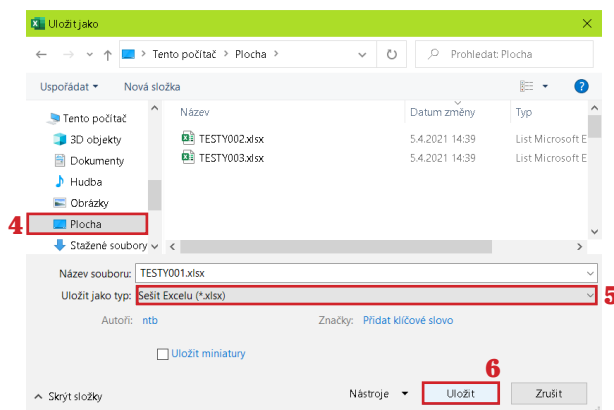 Uložit jako
Tento počítač > Plocha >
Prohledat: Plocha
Uspořádat
Nová složka
Název Datum změny Typ
Tento počítač
3D objekty
Dokumenty
Hudba
Obrázky
4 Plocha
Stažené soubory
TESTY002.xlsx 5.4.2021 14:39 List Microsoft E
TESTY003.xlsx 5.4.2021 14:39 List Microsoft E
Název souboru: TESTY001.xlsx
Uložit jako typ: Sešit Excelu (*.xlsx) 5
Autoři: ntb Značky: Přidat klíčové slovo
Uložit miniatury
6
Skrýt složky Nástroje Uložit Zrušit